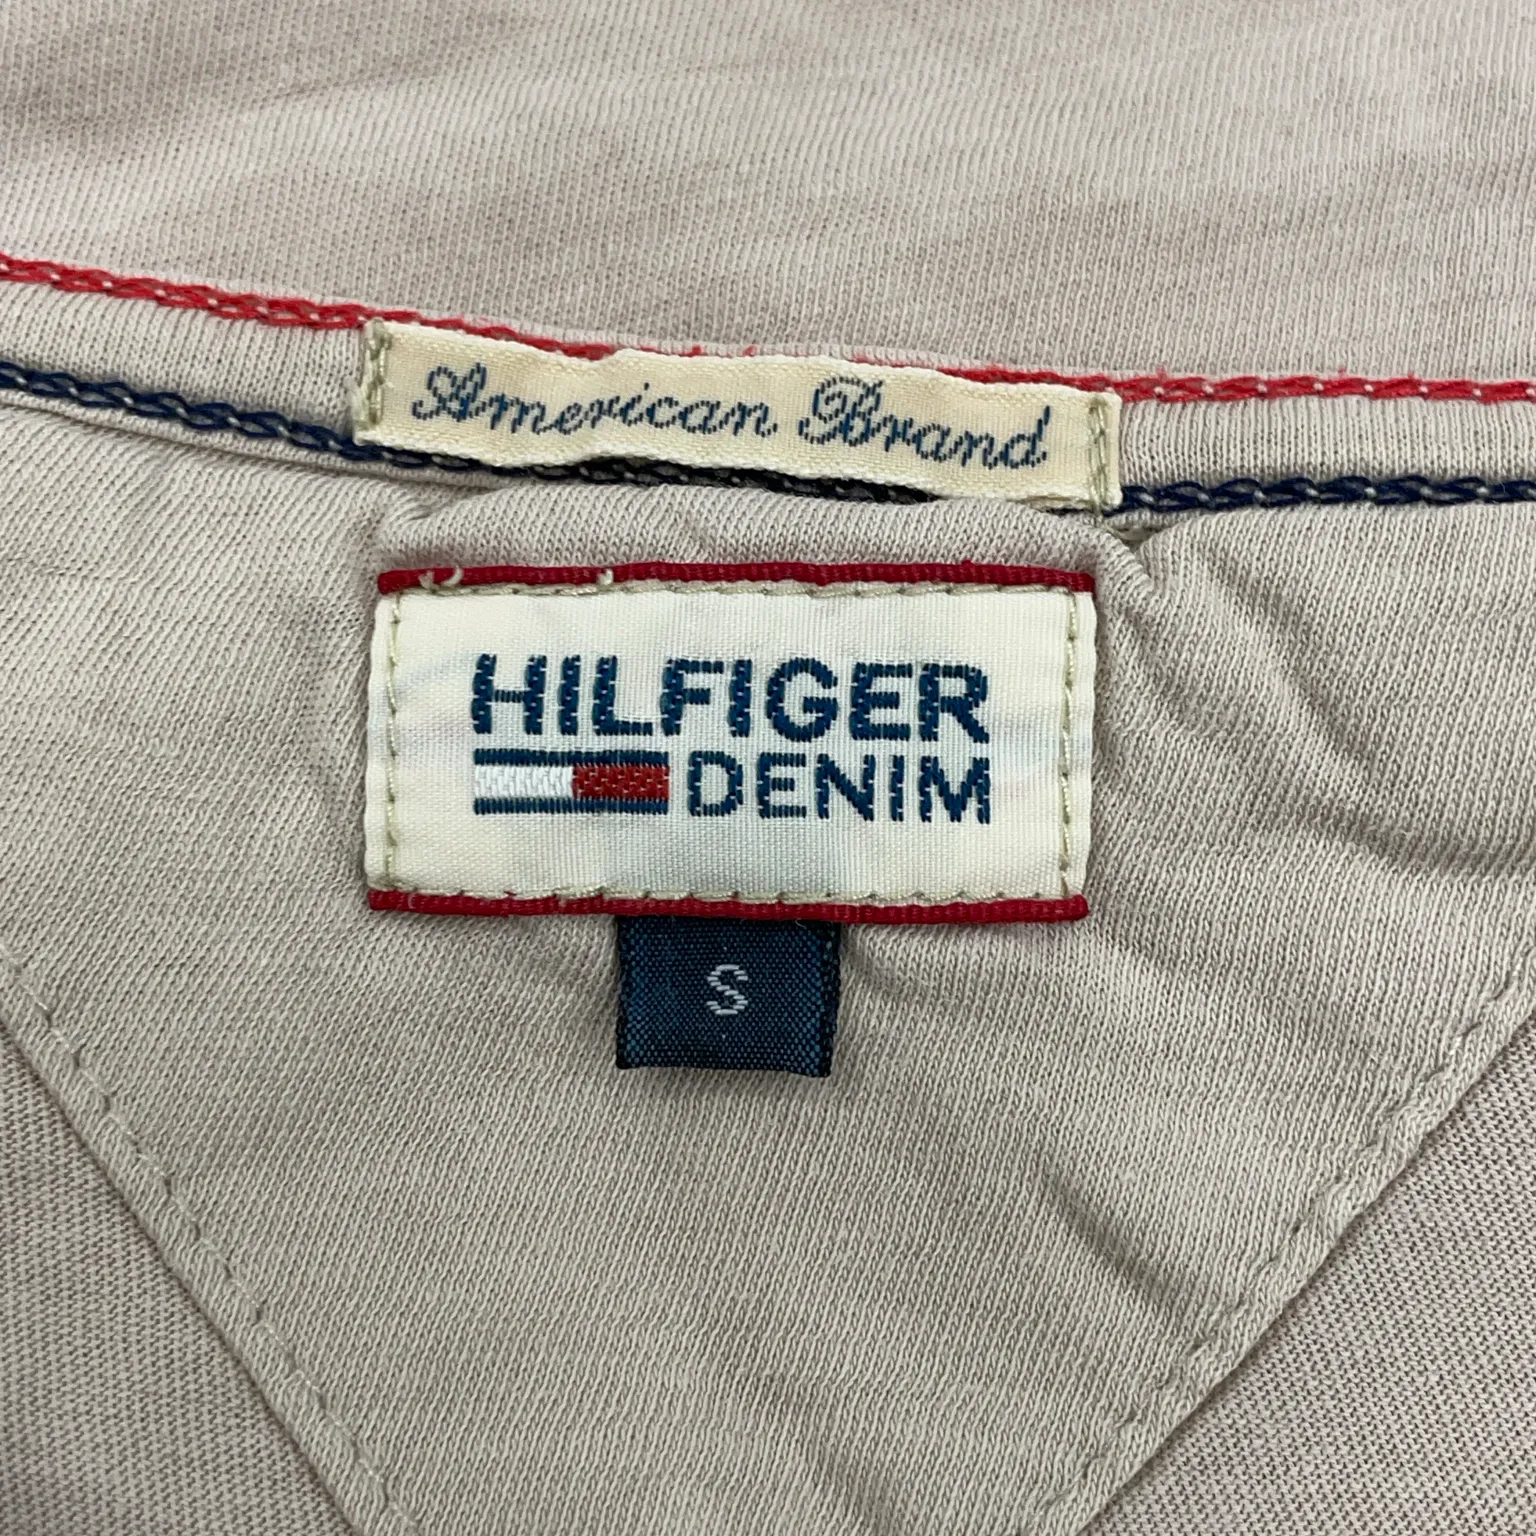 American Brand
HILFIGER
DENIM
S